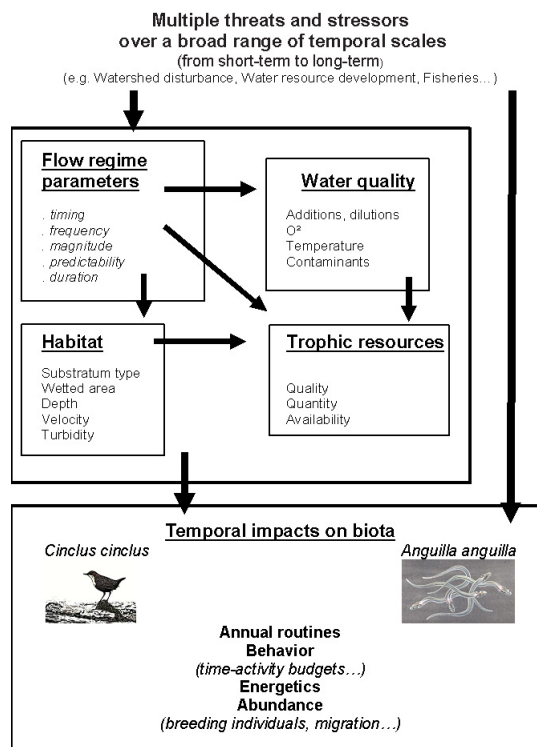 Multiple threats and stressors
over a broad range of temporal scales
(from short-term to long-term)
(e.g. Watershed disturbance, Water resource development, Fisheries... )
Flow regime
parameters
. timing
. frequency
. magnitude
. predictability
. duration
Water quality
Additions, dilutions
O²
Temperature
Contaminants
Habitat
Substratum type
Wetted area
Depth
Velocity
Turbidity
Trophic resources
Quality
Quantity
Availability
Temporal impacts on biota
Cinclus cinclus
Anguilla anguilla
Annual routines
Behavior
(time-activity budgets...)
Energetics
Abundance
(breeding individuals, migration...)